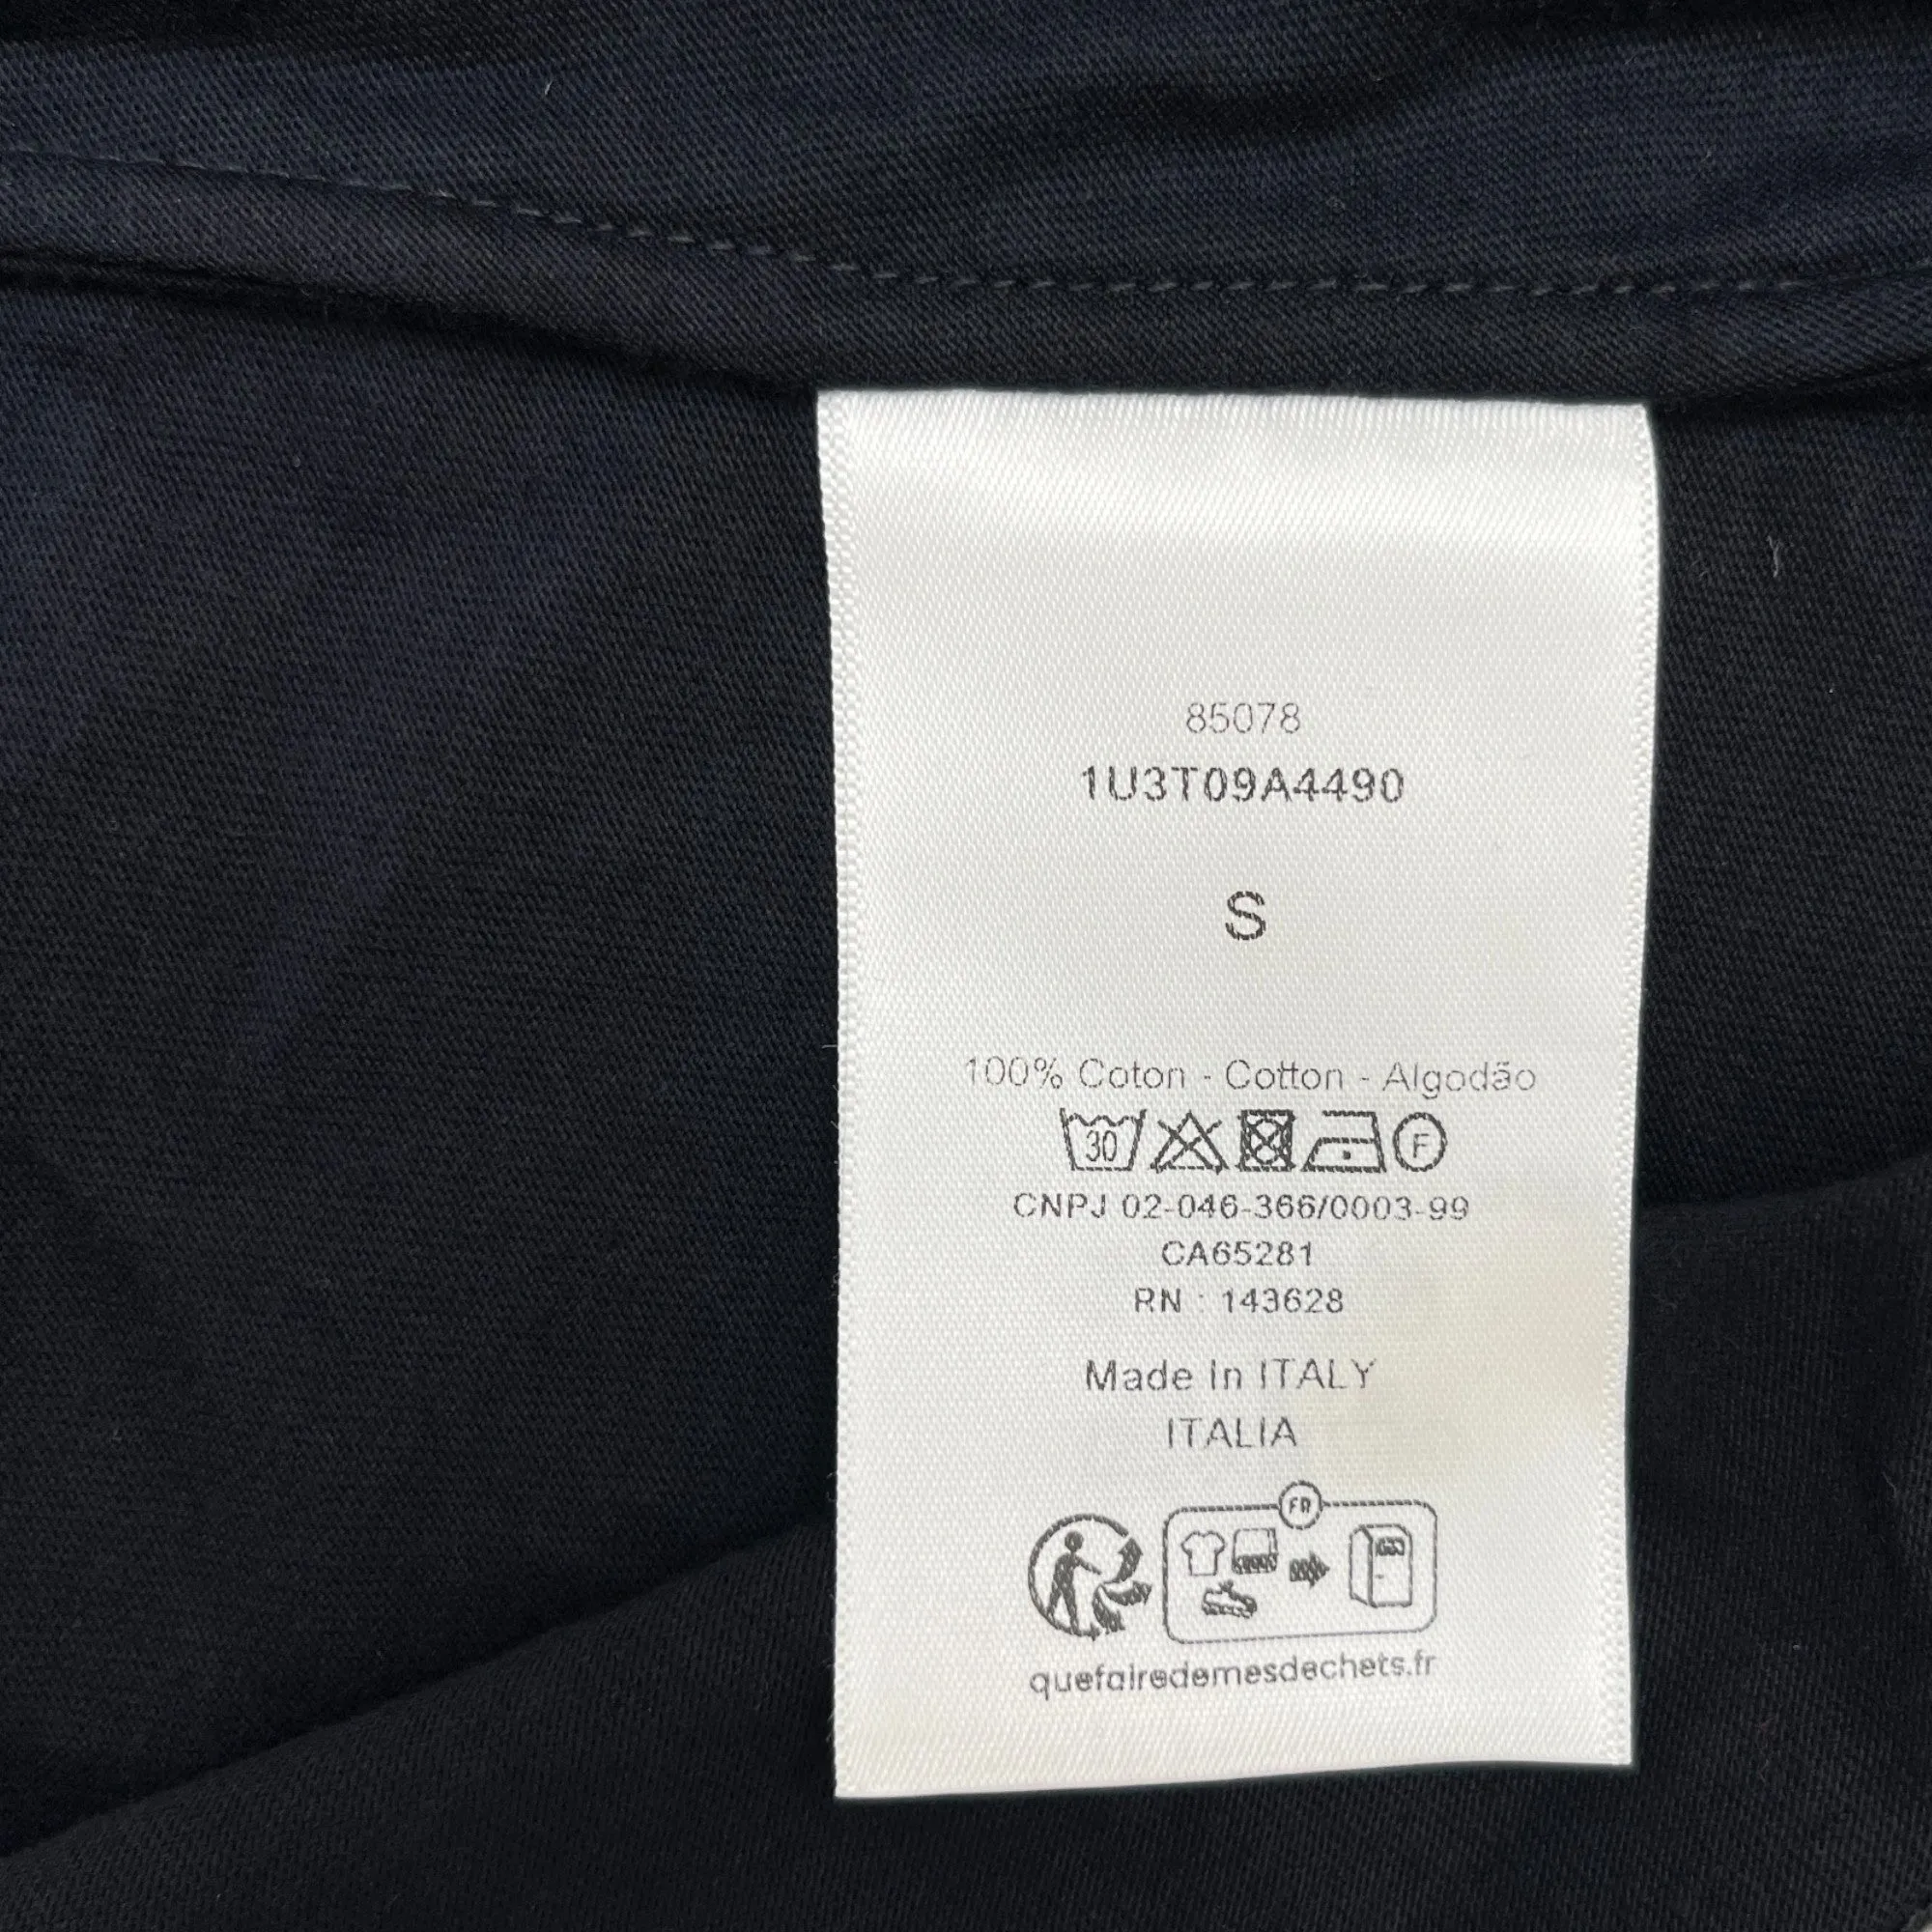 85078
1U3T09A4490
S
100% Coton - Cotton - Algodão
30 F
CNPJ 02-046-366/0003-99
CA65281
RN : 143628
Made in ITALY
ITALIA
FR
quefairedemesdechets.fr